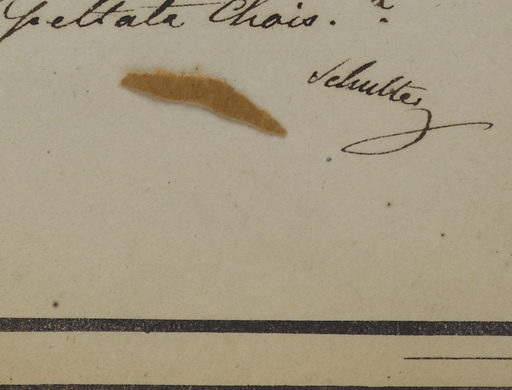 peltata Chois. ?
Schultes